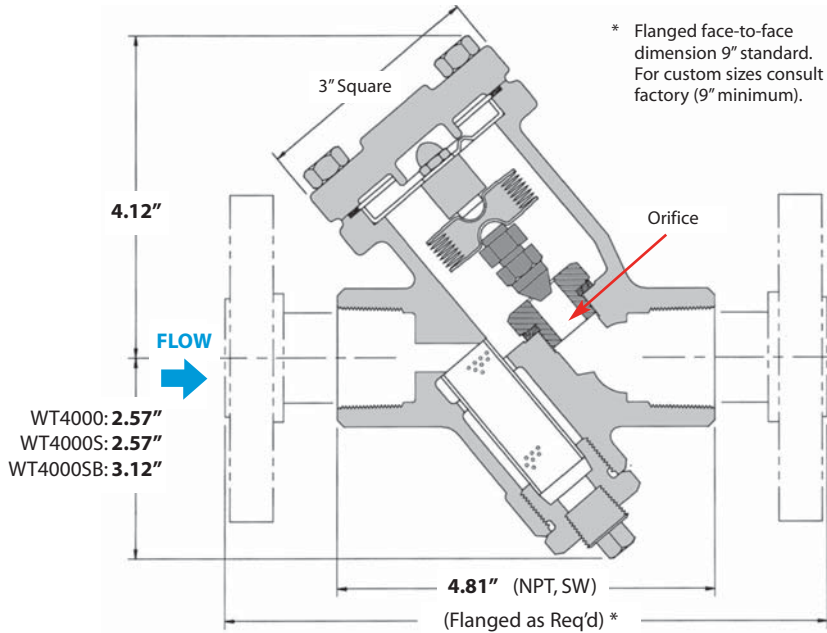 * Flanged face-to-face
dimension 9” standard.
For custom sizes consult
factory (9” minimum).
3” Square
4.12”
Orifice
FLOW
WT4000: 2.57”
WT4000S: 2.57”
WT4000SB: 3.12”
4.81” (NPT, SW)
(Flanged as Req’d) *